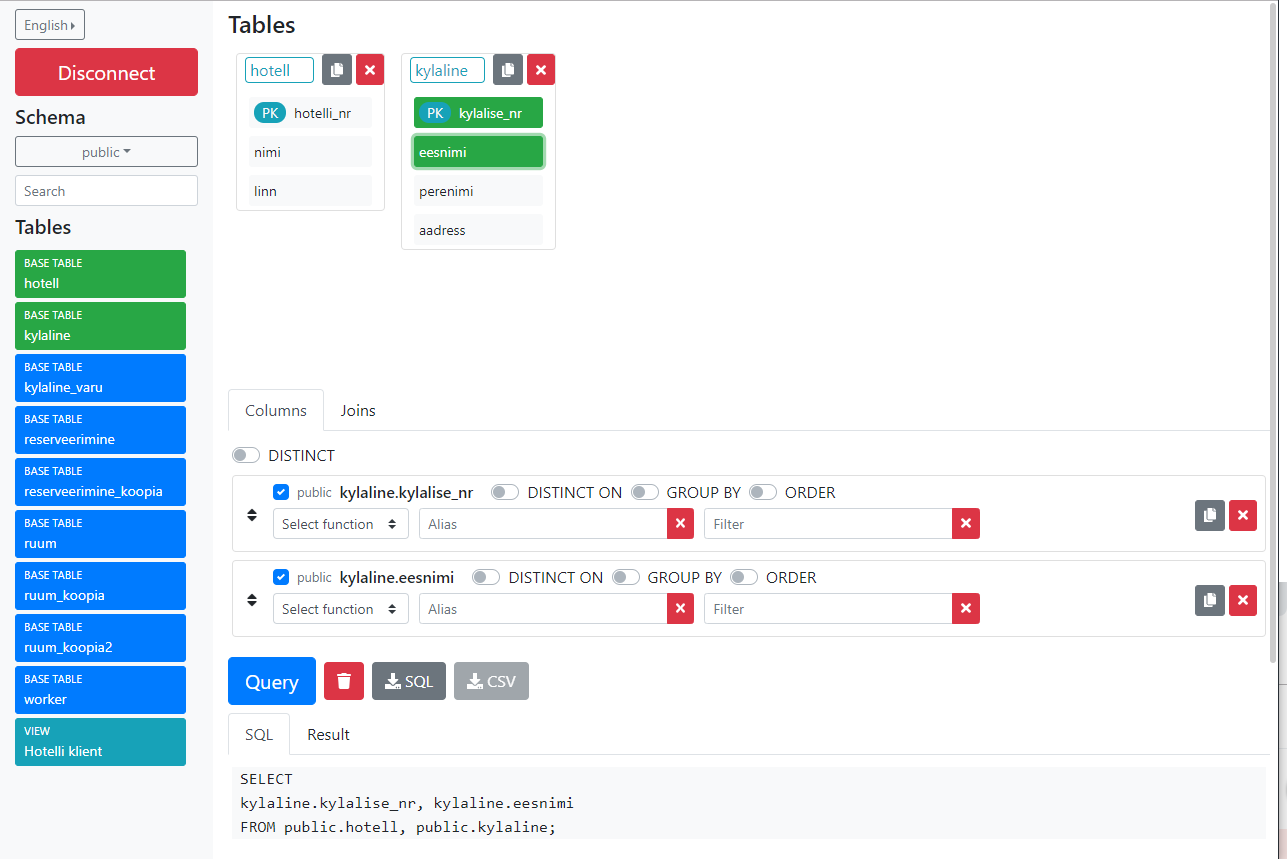 English
Disconnect
Schema
public
Search
Tables
BASE TABLE
hotell
BASE TABLE
kylaline
BASE TABLE
kylaline_varu
BASE TABLE
reserveerimine
BASE TABLE
reserveerimine_koopia
BASE TABLE
ruum
BASE TABLE
ruum_koopia
BASE TABLE
ruum_koopia2
BASE TABLE
worker
VIEW
Hotelli klient
Tables
hotell
PK hotelli_nr
nimi
linn
kylaline
PK kylalise_nr
eesnimi
perenimi
aadress
Columns Joins
DISTINCT
public kylaline.kylalise_nr DISTINCT ON GROUP BY ORDER
Select function Alias Filter
public kylaline.eesnimi DISTINCT ON GROUP BY ORDER
Select function Alias Filter
Query SQL CSV
SQL Result
SELECT
kylaline.kylalise_nr, kylaline.eesnimi
FROM public.hotell, public.kylaline;